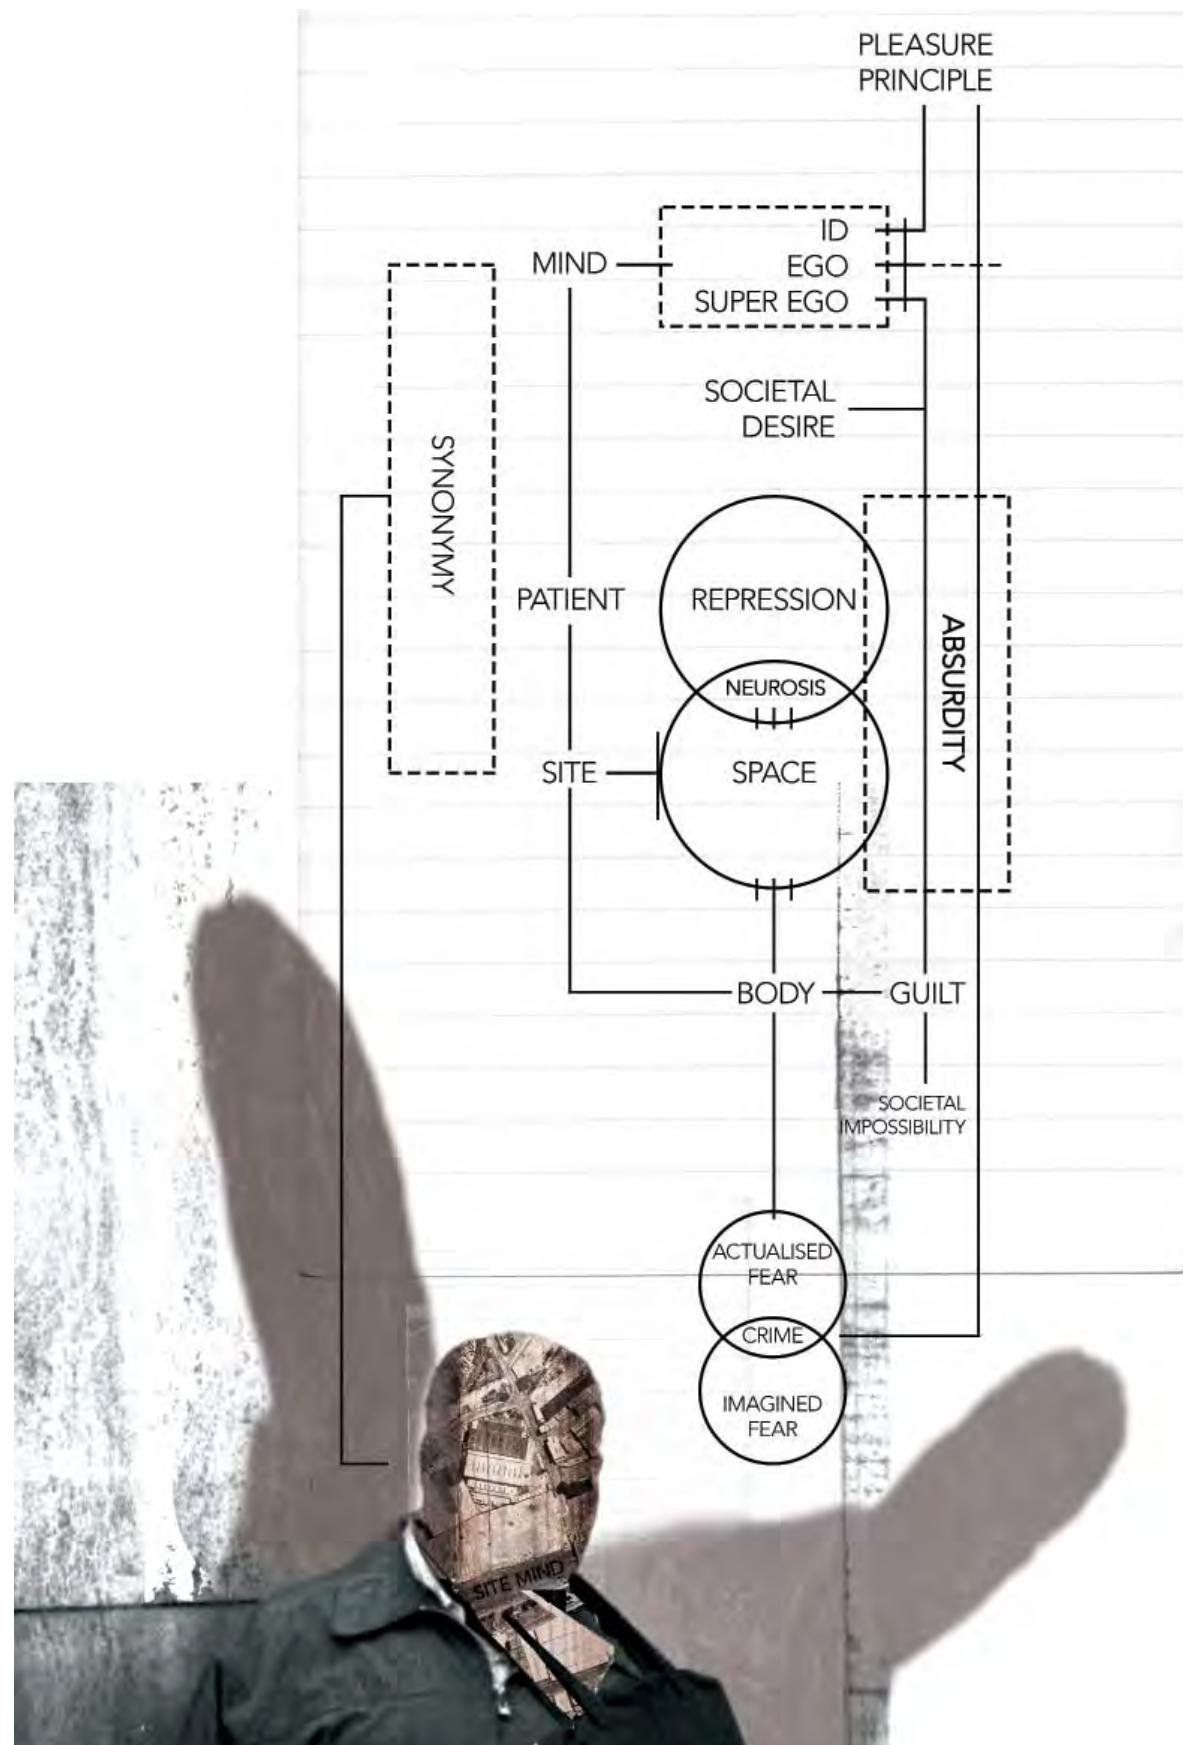 PLEASURE
PRINCIPLE
ID
MIND
EGO
SUPER EGO
SOCIETAL
DESIRE
SYNONYMY
PATIENT
REPRESSION
ABSURDITY
NEUROSIS
SITE
SPACE
BODY
GUILT
SOCIETAL
IMPOSSIBILITY
ACTUALISED
FEAR
CRIME
IMAGINED
FEAR
SITE MIND